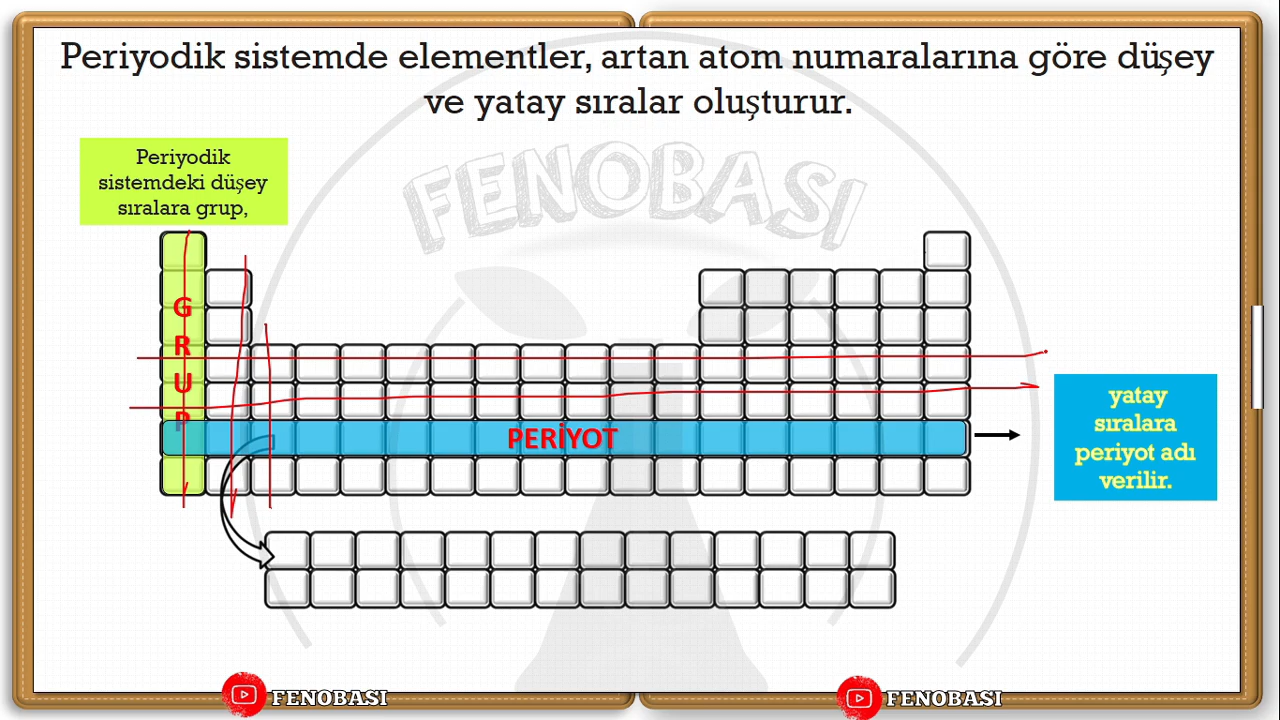 Periyodik sistemde elementler, artan atom numaralarına göre düşey
ve yatay sıralar oluşturur.
FENOBASI
Periyodik
sistemdeki düşey
sıralara grup,
G
R
U
P
PERİYOT
yatay
sıralara
periyot adı
verilir.
FENOBASI
FENOBASI